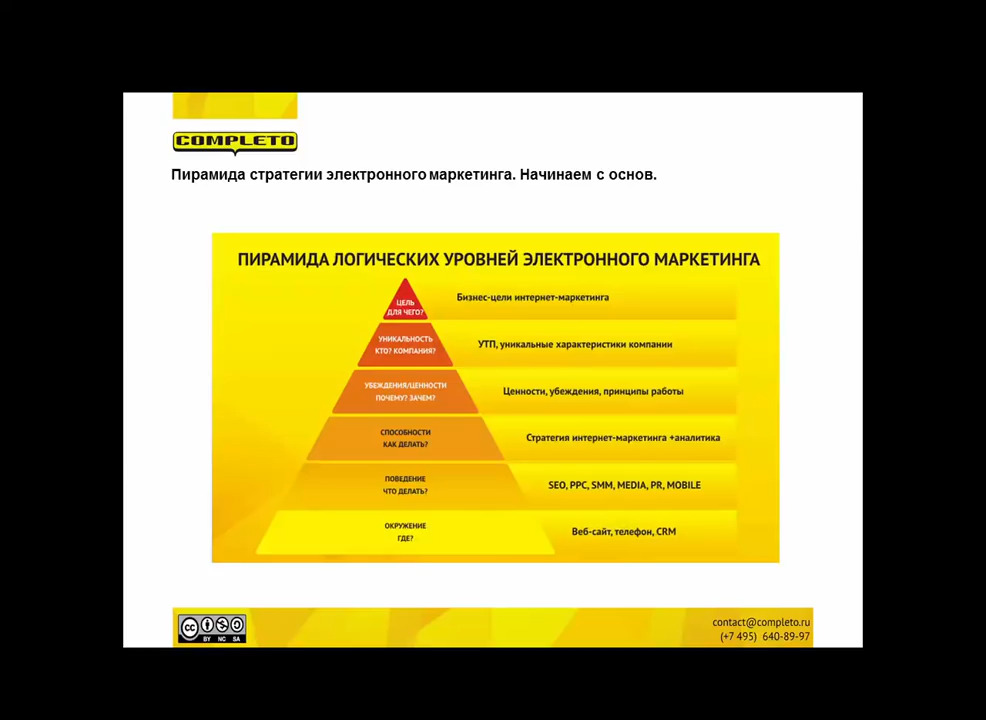 COMPLETO
Пирамида стратегии электронного маркетинга. Начинаем с основ.
ПИРАМИДА ЛОГИЧЕСКИХ УРОВНЕЙ ЭЛЕКТРОННОГО МАРКЕТИНГА
ЦЕЛЬ
ДЛЯ ЧЕГО?
Бизнес-цели интернет-маркетинга
УНИКАЛЬНОСТЬ
КТО? КОМПАНИЯ?
УТП, уникальные характеристики компании
УБЕЖДЕНИЯ/ЦЕННОСТИ
ПОЧЕМУ? ЗАЧЕМ?
Ценности, убеждения, принципы работы
СПОСОБНОСТИ
КАК ДЕЛАТЬ?
Стратегия интернет-маркетинга +аналитика
ПОВЕДЕНИЕ
ЧТО ДЕЛАТЬ?
SEO, PPC, SMM, MEDIA, PR, MOBILE
ОКРУЖЕНИЕ
ГДЕ?
Веб-сайт, телефон, CRM
cc
BY NC SA
contact@completo.ru
(+7 495) 640-89-97